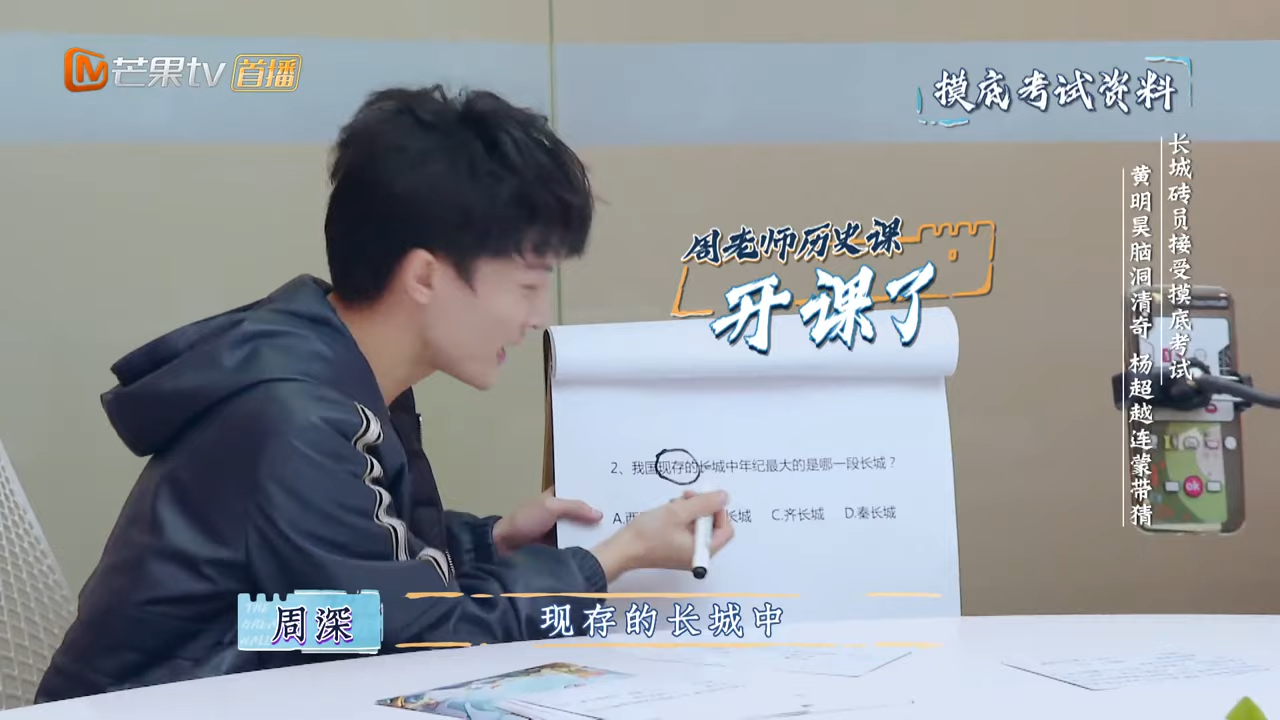 芒果tv 首播
摸底考试资料
长城砖员接受摸底考试
黄明昊脑洞清奇 杨超越连蒙带猜
周老师历史课
开课了
2、我国现存的长城中年纪最大的是哪一段长城？
A.西 长城 C.齐长城 D.秦长城
ok
周深
现存的长城中